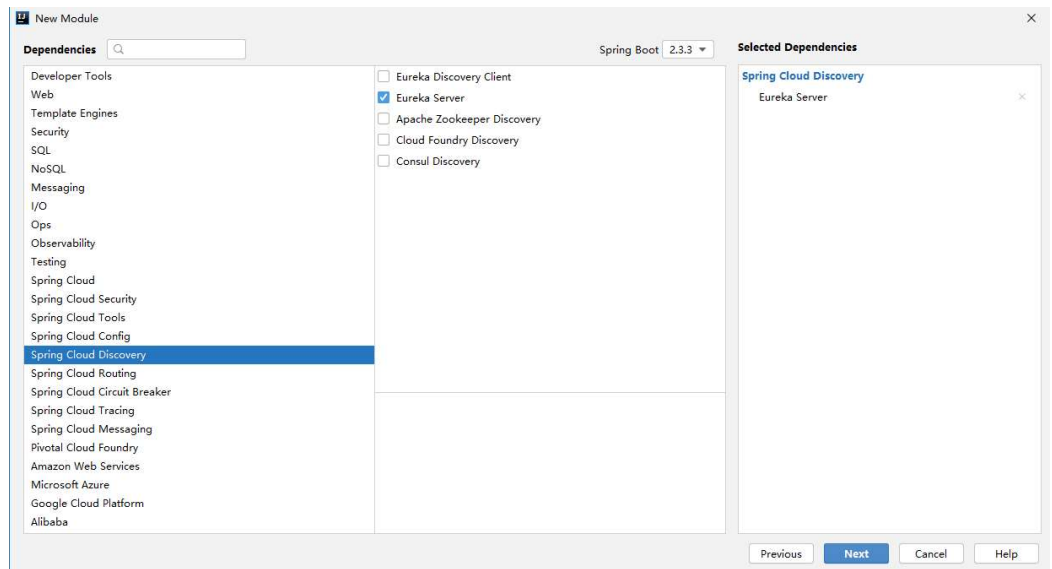 New Module
Dependencies
Spring Boot 2.3.3
Selected Dependencies
Developer Tools
Web
Template Engines
Security
SQL
NoSQL
Messaging
I/O
Ops
Observability
Testing
Spring Cloud
Spring Cloud Security
Spring Cloud Tools
Spring Cloud Config
Spring Cloud Discovery
Spring Cloud Routing
Spring Cloud Circuit Breaker
Spring Cloud Tracing
Spring Cloud Messaging
Pivotal Cloud Foundry
Amazon Web Services
Microsoft Azure
Google Cloud Platform
Alibaba
Eureka Discovery Client
Eureka Server
Apache Zookeeper Discovery
Cloud Foundry Discovery
Consul Discovery
Spring Cloud Discovery
Eureka Server
Previous
Next
Cancel
Help